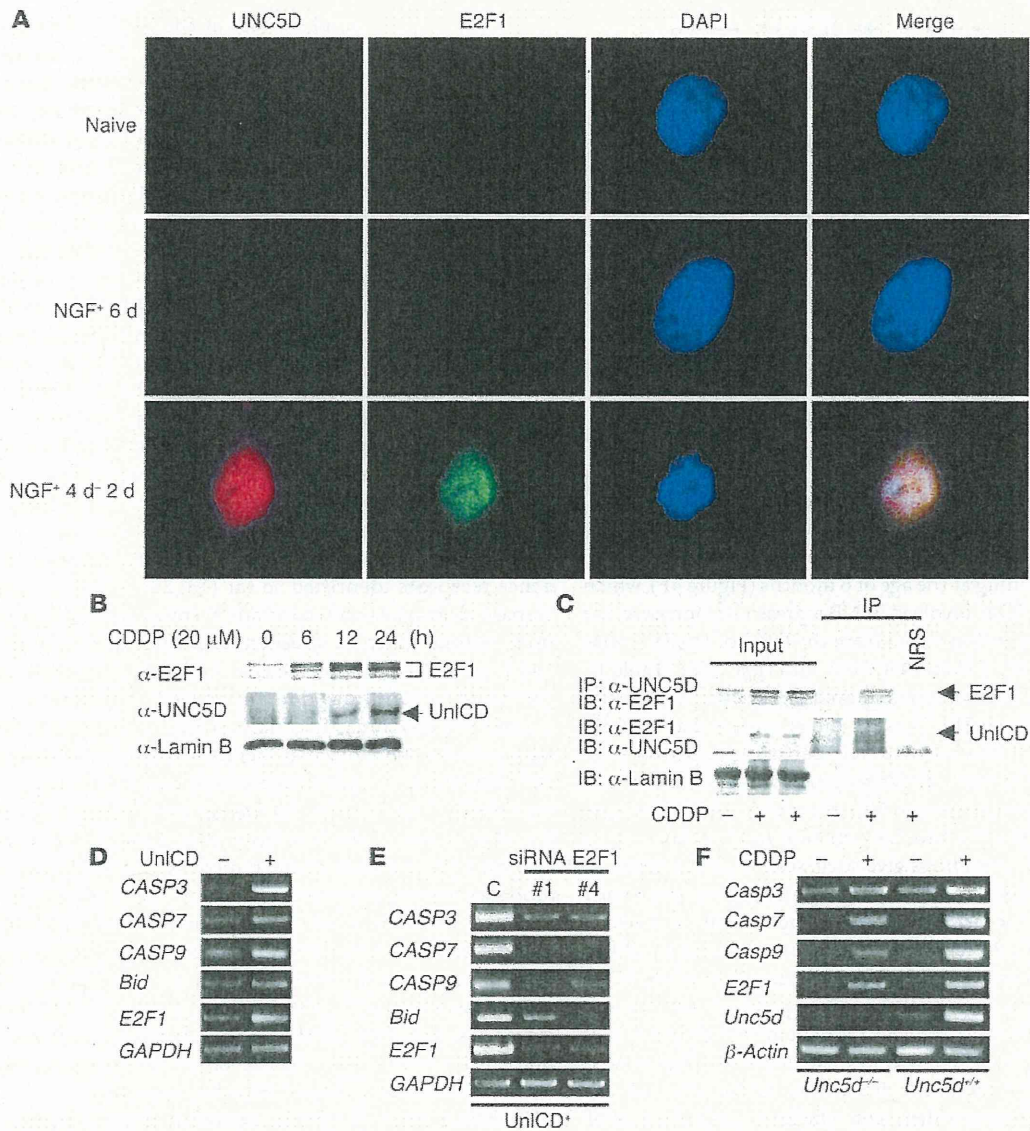 A
UNC5D E2F1 DAPI Merge
Naive
NGF⁺ 6 d
NGF⁺ 4 d⁻ 2 d
B
CDDP (20 μM) 0 6 12 24 (h)
α-E2F1 E2F1
α-UNC5D UnICD
α-Lamin B
C
IP
Input NRS
IP: α-UNC5D
IB: α-E2F1 E2F1
IB: α-E2F1
IB: α-UNC5D UnICD
IB: α-Lamin B
CDDP – + + – + +
D
UnICD – +
CASP3
CASP7
CASP9
Bid
E2F1
GAPDH
E
siRNA E2F1
C #1 #4
CASP3
CASP7
CASP9
Bid
E2F1
GAPDH
UnICD⁺
F
CDDP – + – +
Casp3
Casp7
Casp9
E2F1
Unc5d
β-Actin
Unc5d⁻/⁻ Unc5d⁺/⁺